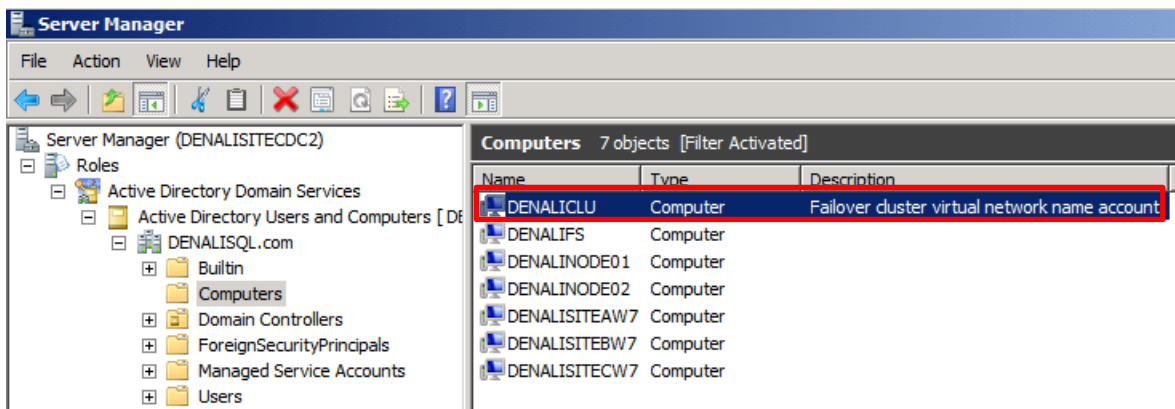 Server Manager
File Action View Help
Server Manager (DENALISITECDC2)
Roles
Active Directory Domain Services
Active Directory Users and Computers [ DE
DENALISQL.com
Builtin
Computers
Domain Controllers
ForeignSecurityPrincipals
Managed Service Accounts
Users
Computers 7 objects [Filter Activated]
Name Type Description
DENALICLU Computer Failover cluster virtual network name account
DENALIFS Computer
DENALINODE01 Computer
DENALINODE02 Computer
DENALISITEAW7 Computer
DENALISITEBW7 Computer
DENALISITECW7 Computer